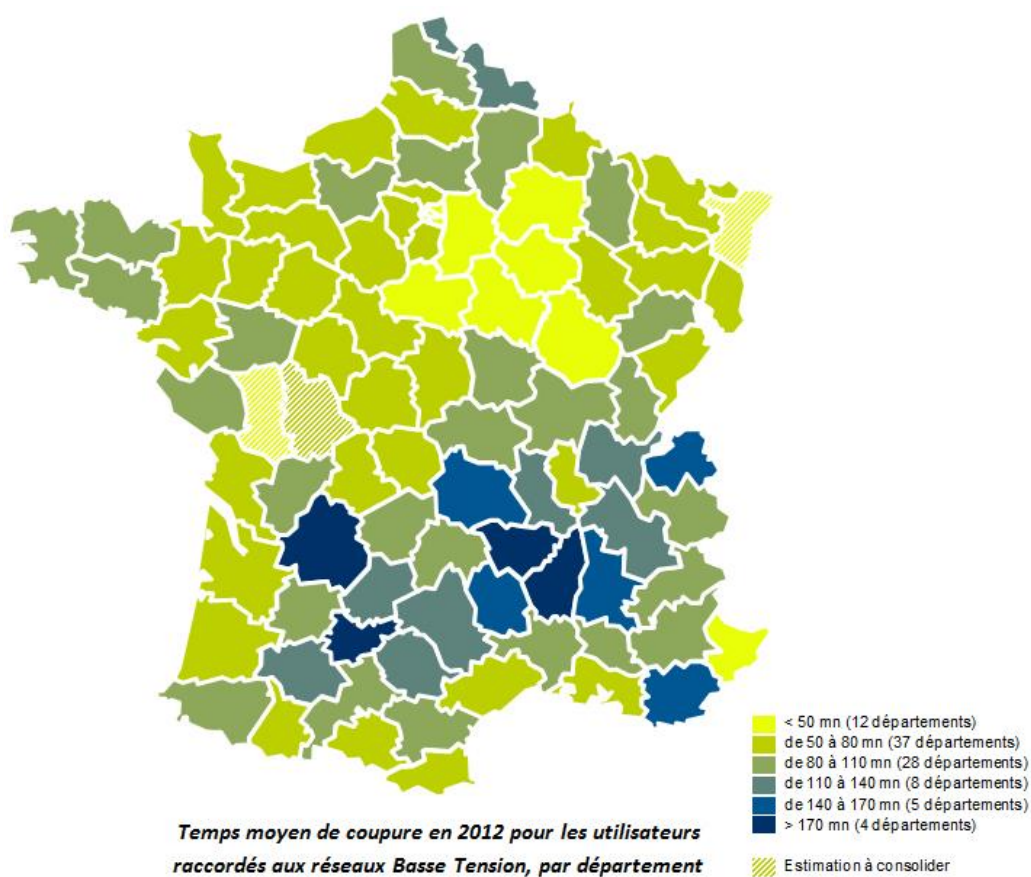 < 50 mn (12 départements)
de 50 à 80 mn (37 départements)
de 80 à 110 mn (28 départements)
de 110 à 140 mn (8 départements)
de 140 à 170 mn (5 départements)
> 170 mn (4 départements)
Estimation à consolider
Temps moyen de coupure en 2012 pour les utilisateurs
raccordés aux réseaux Basse Tension, par département